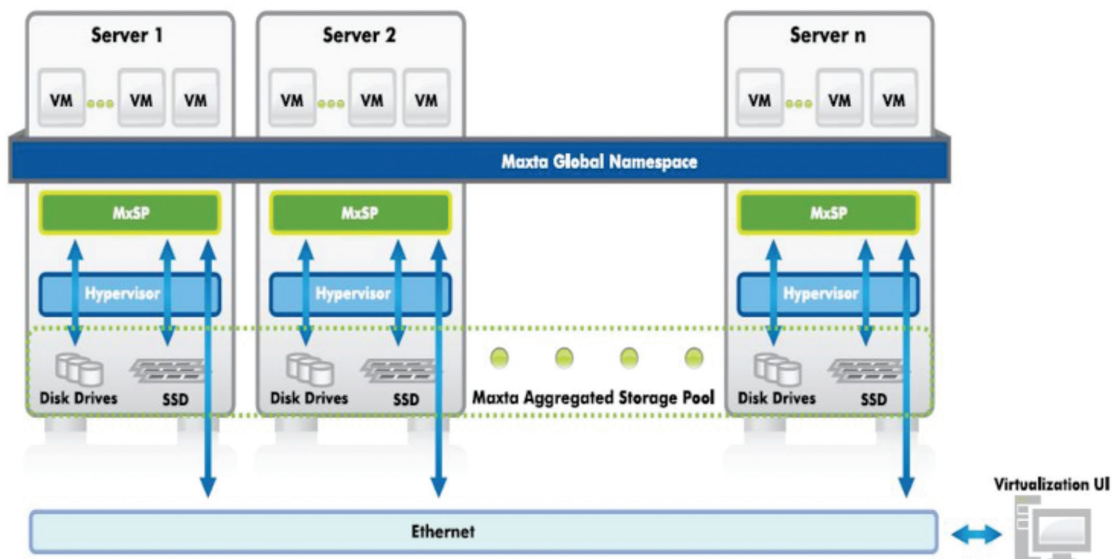 Server 1
Server 2
Server n
VM VM VM
VM VM VM
VM VM VM
Maxta Global Namespace
MxSP
MxSP
MxSP
Hypervisor
Hypervisor
Hypervisor
Disk Drives SSD
Disk Drives SSD
Maxta Aggregated Storage Pool
Disk Drives SSD
Virtualization UI
Ethernet